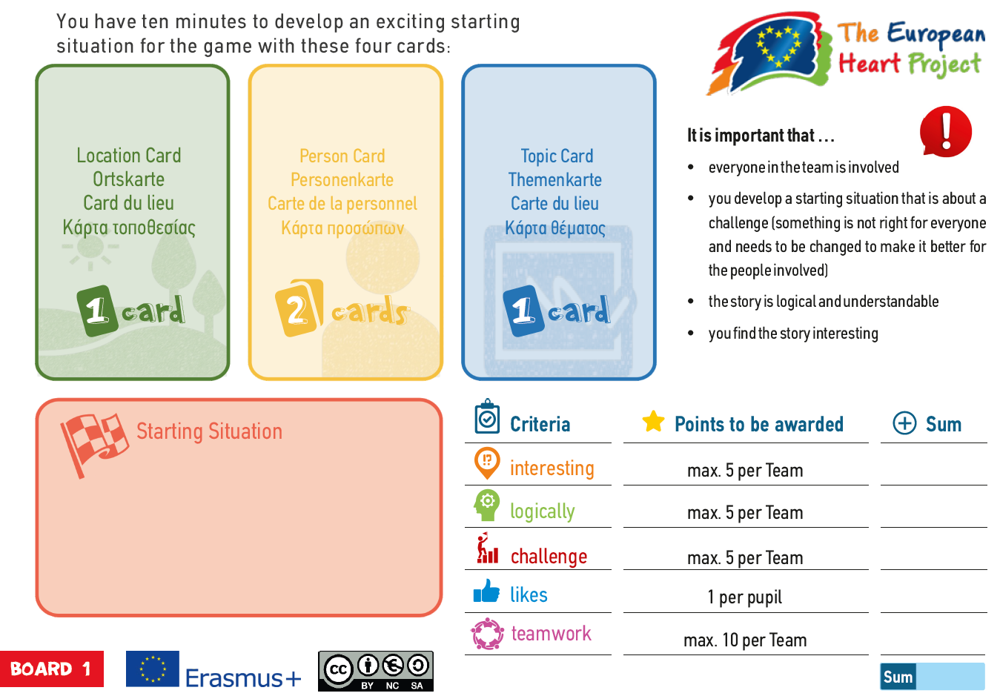 You have ten minutes to develop an exciting starting
situation for the game with these four cards:
The European
Heart Project
Location Card
Ortskarte
Card du lieu
Κάρτα τοποθεσίας
1 card
Person Card
Personenkarte
Carte de la personnel
Κάρτα προσώπων
2 cards
Topic Card
Themenkarte
Carte du lieu
Κάρτα θέματος
1 card
!
It is important that ...
• everyone in the team is involved
• you develop a starting situation that is about a
challenge (something is not right for everyone
and needs to be changed to make it better for
the people involved)
• the story is logical and understandable
• you find the story interesting
Starting Situation
Criteria
Points to be awarded
Sum
!?
interesting
max. 5 per Team
logically
max. 5 per Team
challenge
max. 5 per Team
likes
1 per pupil
teamwork
max. 10 per Team
Sum
BOARD 1
Erasmus+
cc
BY NC SA